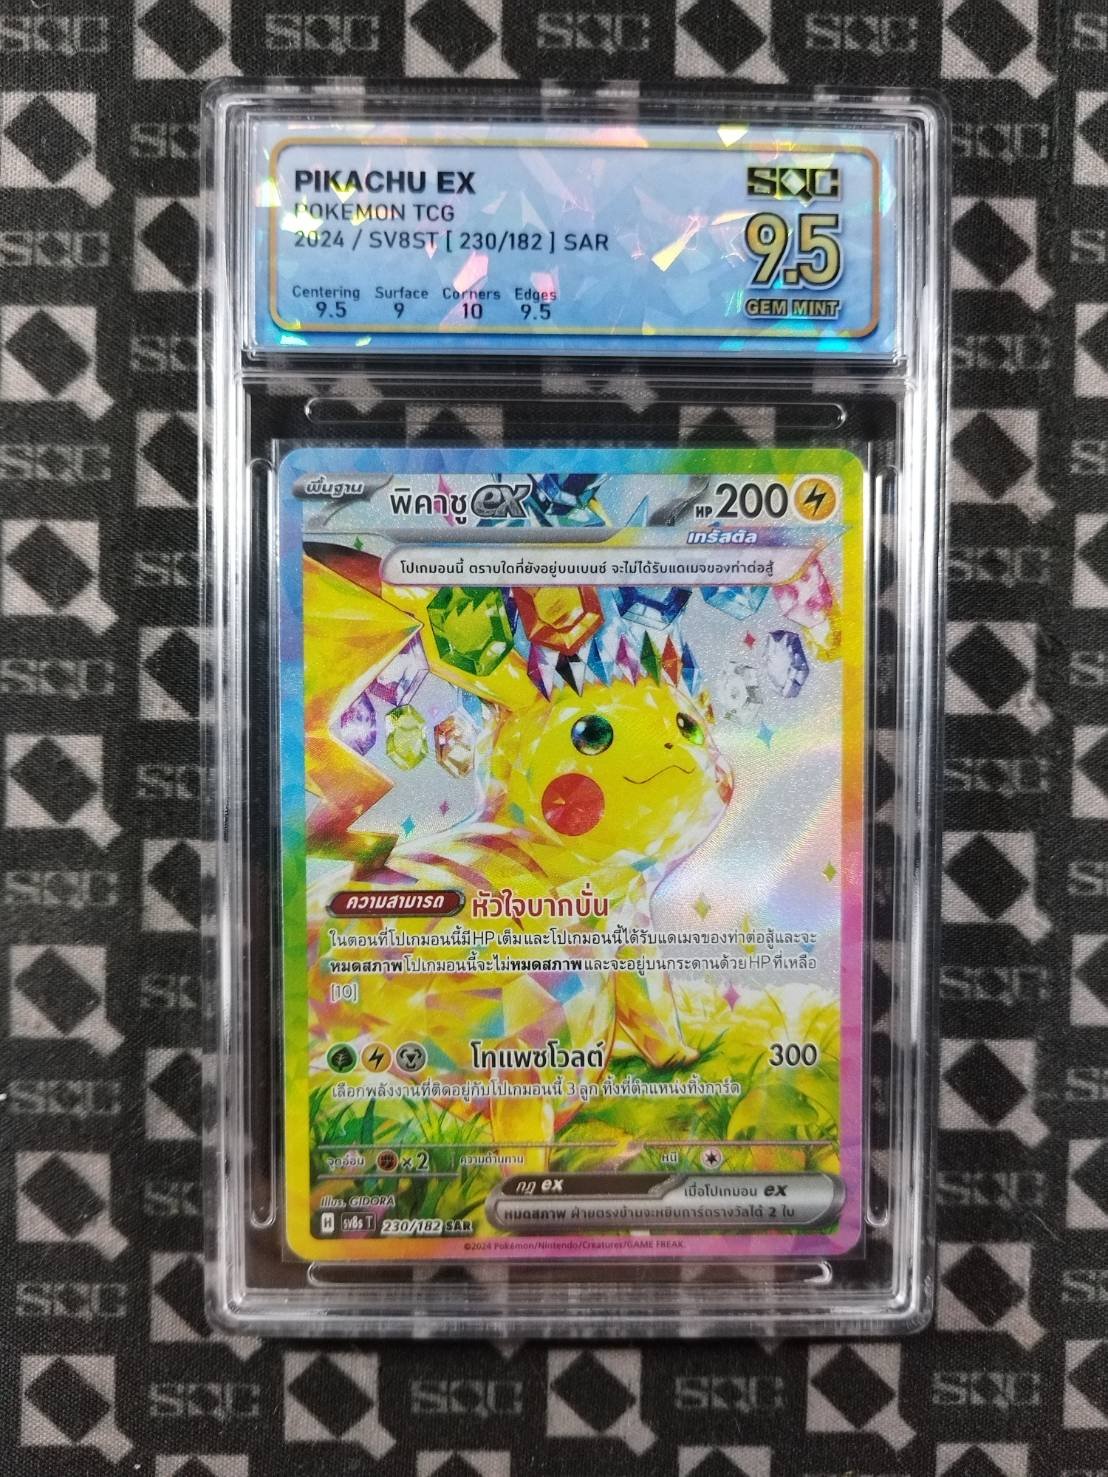 PIKACHU EX
POKEMON TCG
2024 / SV8ST [ 230/182 ] SAR
Centering Surface Corners Edges
9.5 9 10 9.5
SQC
9.5
GEM MINT
พื้นฐาน
พิคาชู ex
HP 200
เทรัสตัล
โปเกมอนนี้ ตราบใดที่ยังอยู่บนเบนช์ จะไม่ได้รับแดเมจของท่าต่อสู้
ความสามารถ หัวใจบากบั่น
ในตอนที่โปเกมอนนี้มี HP เต็มและโปเกมอนนี้ได้รับแดเมจของท่าต่อสู้และจะ
หมดสภาพ โปเกมอนนี้จะไม่หมดสภาพ และจะอยู่บนกระดานด้วย HP ที่เหลือ
[10]
โทแพซโวลต์ 300
เลือกพลังงานที่ติดอยู่กับโปเกมอนนี้ 3 ลูก ทิ้งที่ตำแหน่งทิ้งการ์ด
จุดอ่อน ×2 ความต้านทาน หนี
กฎ ex เมื่อโปเกมอน ex
หมดสภาพ ฝ่ายตรงข้ามจะหยิบการ์ดรางวัลได้ 2 ใบ
Illus. GIDORA
H sv8s T 230/182 SAR
©2024 Pokémon/Nintendo/Creatures/GAME FREAK.